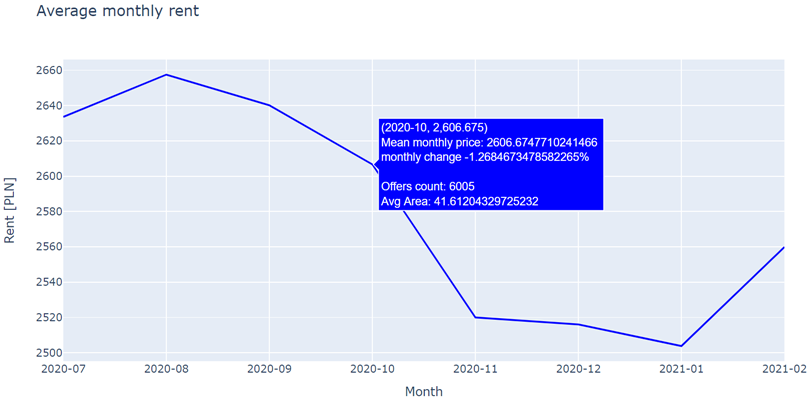 Average monthly rent
2660
2640
2620
2600
2580
2560
2540
2520
2500
Rent [PLN]
(2020-10, 2,606.675)
Mean monthly price: 2606.6747710241466
monthly change -1.2684673478582265%
Offers count: 6005
Avg Area: 41.61204329725232
2020-07
2020-08
2020-09
2020-10
2020-11
2020-12
2021-01
2021-02
Month